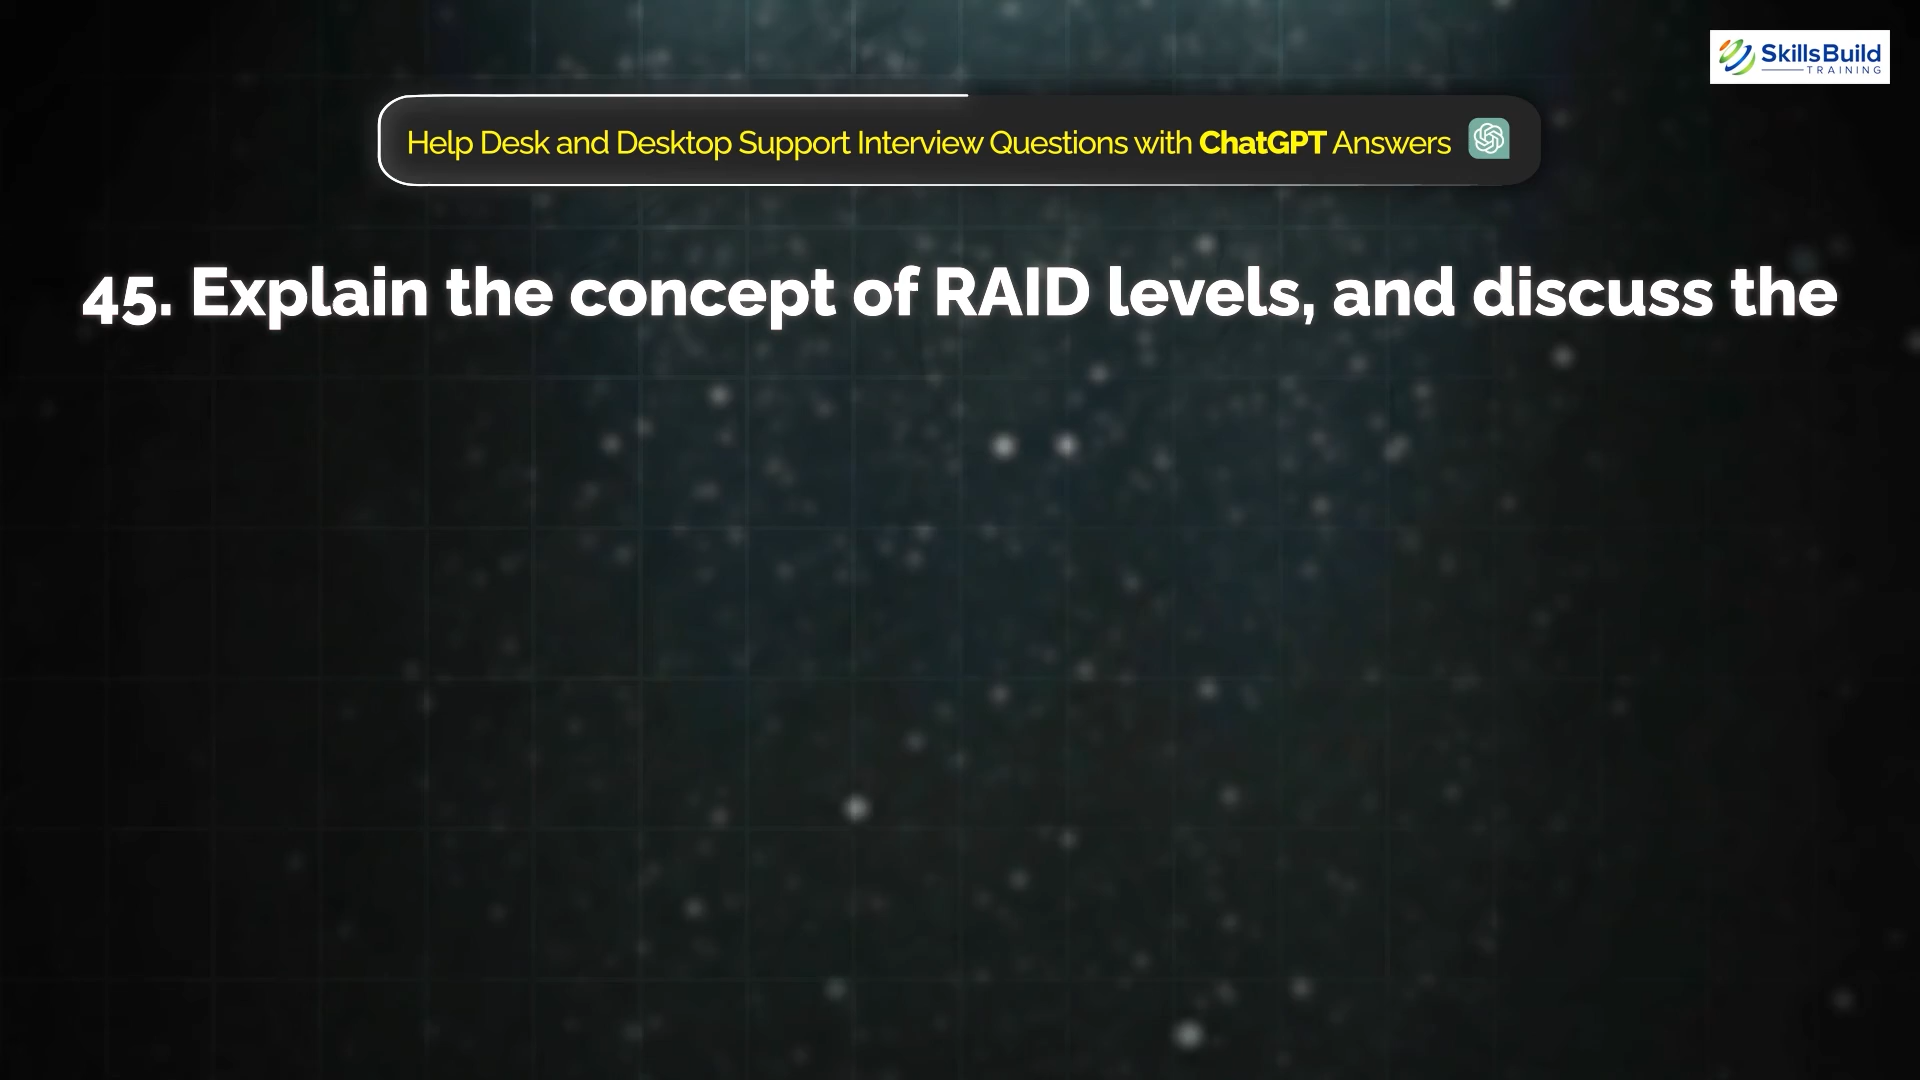 SkillsBuild
TRAINING
Help Desk and Desktop Support Interview Questions with ChatGPT Answers
45. Explain the concept of RAID levels, and discuss the